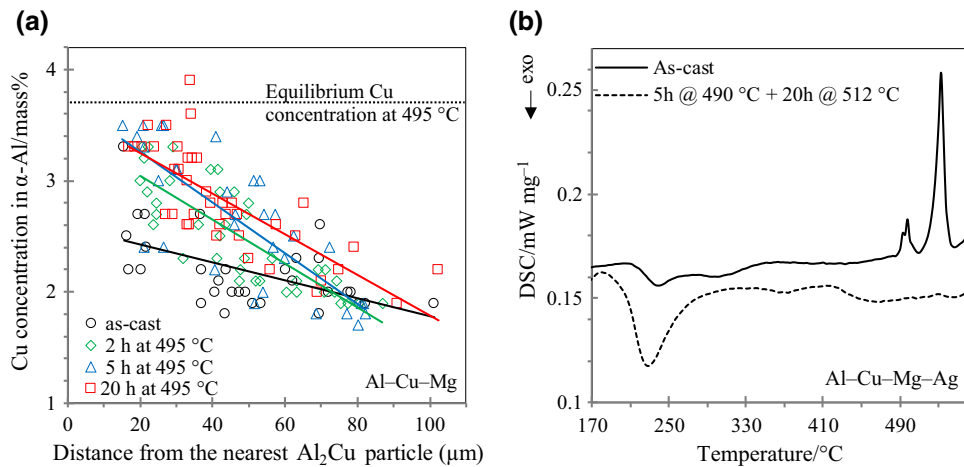 (a)
Cu concentration in α-Al/mass%
4
3
2
1
Equilibrium Cu
concentration at 495 °C
as-cast
2 h at 495 °C
5 h at 495 °C
20 h at 495 °C
Al–Cu–Mg
0 20 40 60 80 100
Distance from the nearest Al₂Cu particle (µm)
(b)
DSC/mW mg⁻¹
0.25
0.2
0.15
0.1
exo
As-cast
5h @ 490 °C + 20h @ 512 °C
Al–Cu–Mg–Ag
170 250 330 410 490
Temperature/°C